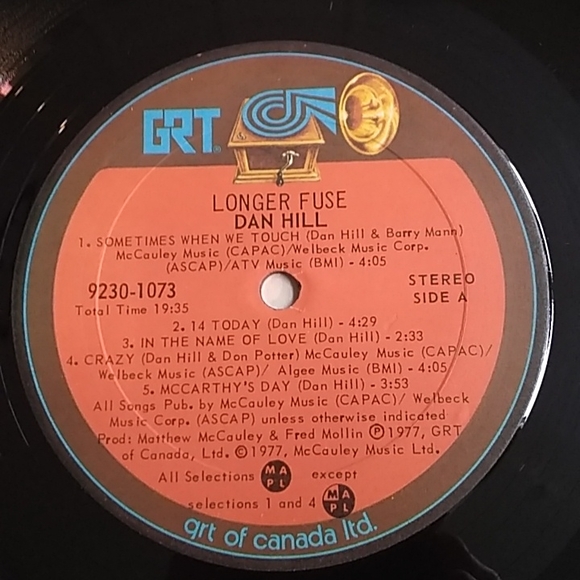 GRT®
LONGER FUSE
DAN HILL
1. SOMETIMES WHEN WE TOUCH (Dan Hill & Barry Mann)
McCauley Music (CAPAC)/Welbeck Music Corp.
(ASCAP)/ATV Music (BMI) - 4:05
9230-1073
Total Time 19:35
STEREO
SIDE A
2. 14 TODAY (Dan Hill) - 4:29
3. IN THE NAME OF LOVE (Dan Hill) - 2:33
4. CRAZY (Dan Hill & Don Potter) McCauley Music (CAPAC)/
Welbeck Music (ASCAP)/ Algee Music (BMI) - 4:05
5. MCCARTHY'S DAY (Dan Hill) - 3:53
All Songs Pub. by McCauley Music (CAPAC)/ Welbeck
Music Corp. (ASCAP) unless otherwise indicated
Prod: Matthew McCauley & Fred Mollin ℗1977, GRT
of Canada, Ltd. ©1977, McCauley Music Ltd.
All Selections MAPL except
selections 1 and 4 MAPL
grt of canada ltd.